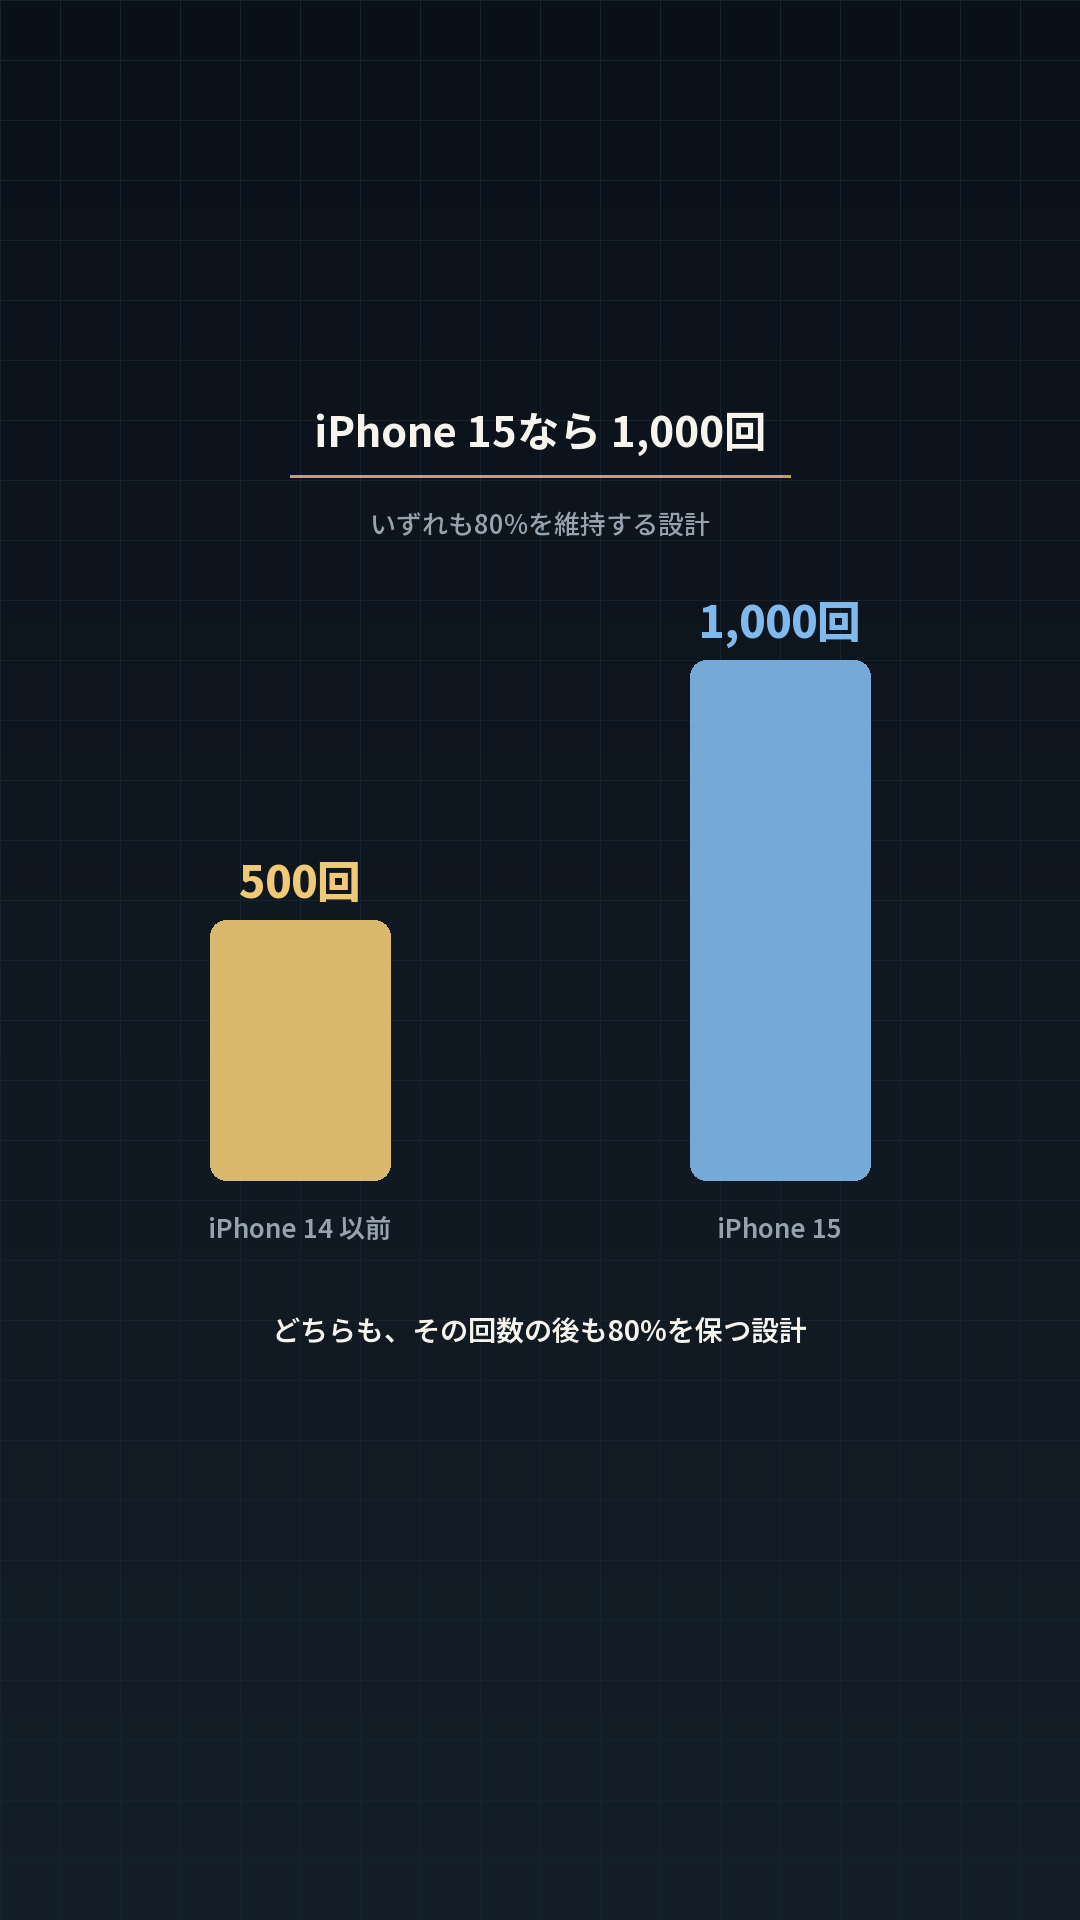 iPhone 15なら 1,000回
いずれも80%を維持する設計
1,000回
500回
iPhone 14 以前
iPhone 15
どちらも、その回数の後も80%を保つ設計